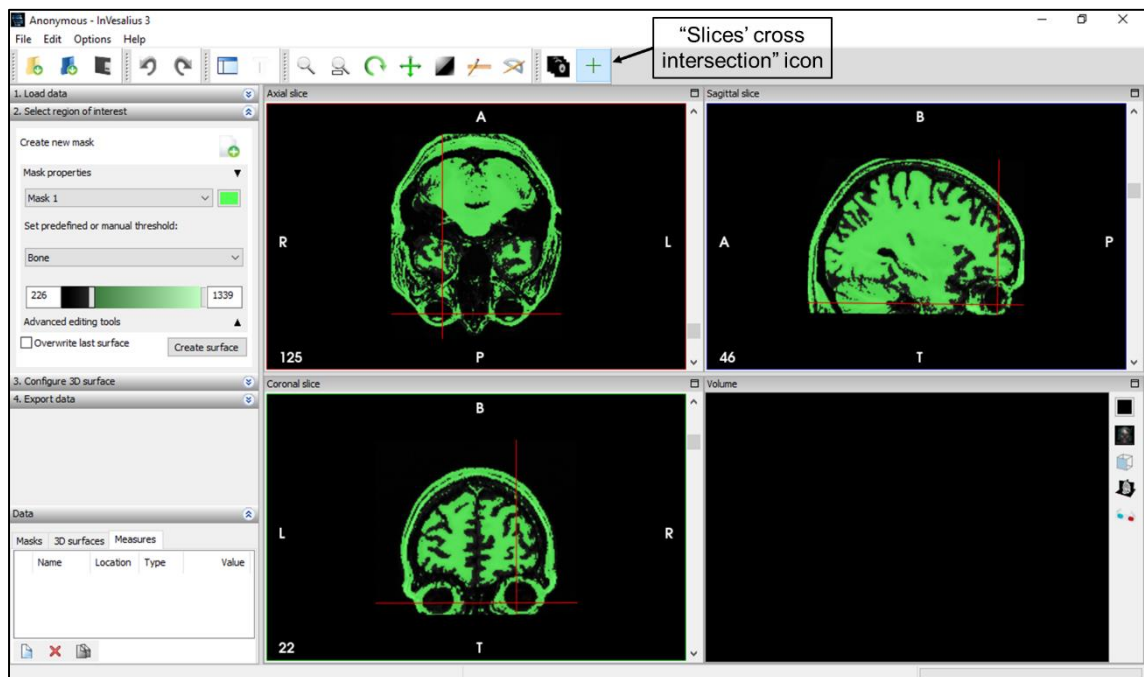 Anonymous - InVesalius 3
File Edit Options Help
“Slices’ cross
intersection” icon
1. Load data
2. Select region of interest
Create new mask
Mask properties
Mask 1
Set predefined or manual threshold:
Bone
226 1339
Advanced editing tools
Overwrite last surface Create surface
3. Configure 3D surface
4. Export data
Data
Masks 3D surfaces Measures
Name Location Type Value
Axial slice
A
R L
125 P
Sagittal slice
B
A P
46 T
Coronal slice
B
L R
22 T
Volume